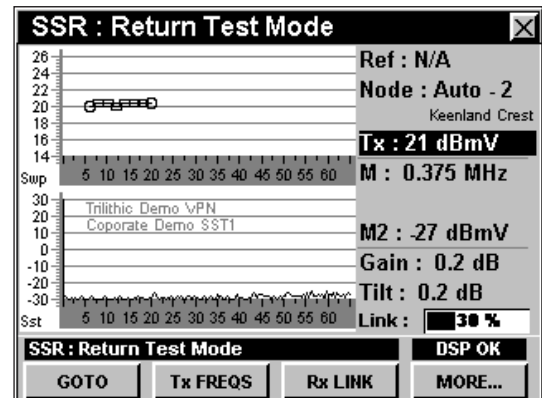 SSR : Return Test Mode
26
24
22
20
18
16
14
Swp 5 10 15 20 25 30 35 40 45 50 55 60
30
20
10
0
-10
-20
-30
Trilithic Demo VPN
Coporate Demo SST1
Sst 5 10 15 20 25 30 35 40 45 50 55 60
Ref : N/A
Node : Auto - 2
Keenland Crest
Tx : 21 dBmV
M : 0.375 MHz
M2 : -27 dBmV
Gain : 0.2 dB
Tilt : 0.2 dB
Link : 30 %
SSR : Return Test Mode DSP OK
GOTO Tx FREQS Rx LINK MORE...